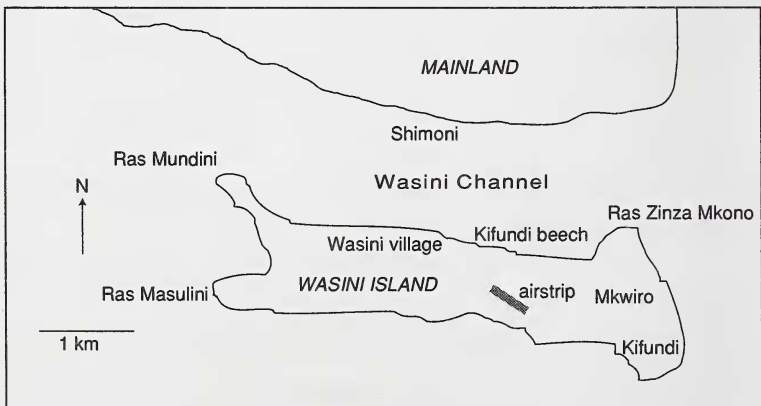 MAINLAND
Shimoni
Ras Mundini
N
Wasini Channel
Ras Zinza Mkono
Wasini village
Kifundi beech
Ras Masulini
WASINI ISLAND
airstrip
Mkwiro
1 km
Kifundi